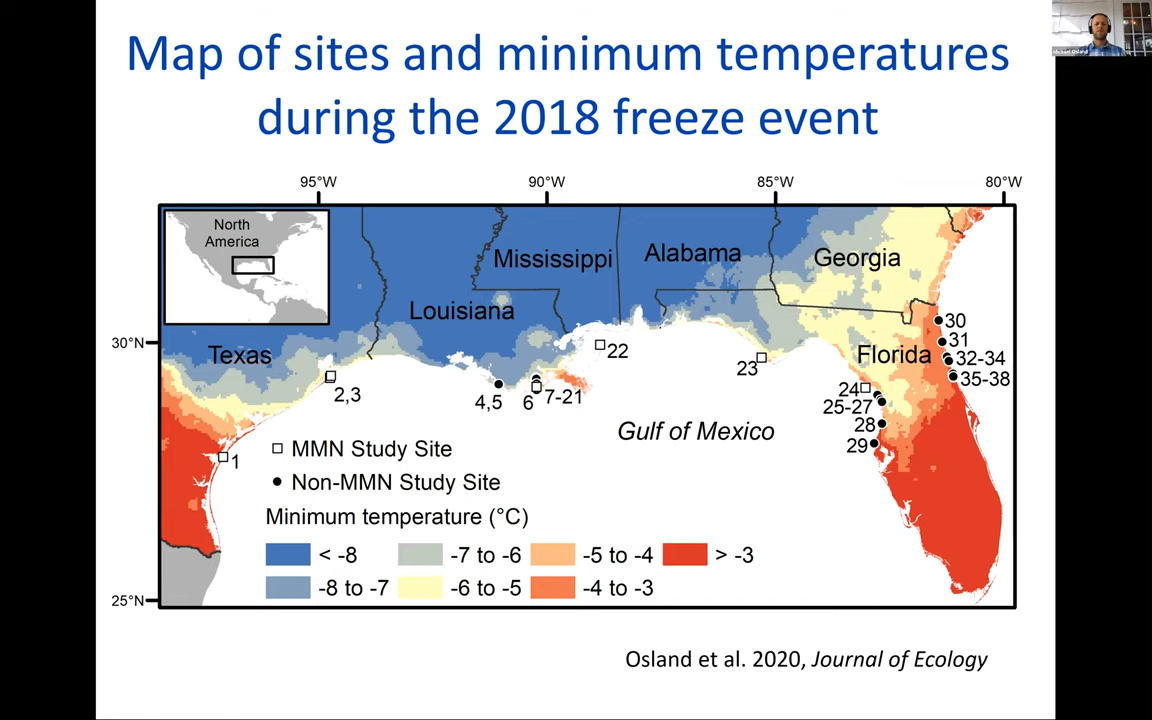 Map of sites and minimum temperatures
during the 2018 freeze event
95°W
90°W
85°W
80°W
North
America
Mississippi
Alabama
Georgia
Louisiana
30°N
Texas
Florida
30
31
32-34
35-38
22
23
24
25-27
28
29
2,3
4,5
6
7-21
1
Gulf of Mexico
MMN Study Site
Non-MMN Study Site
Minimum temperature (°C)
< -8
-7 to -6
-5 to -4
> -3
-8 to -7
-6 to -5
-4 to -3
25°N
Osland et al. 2020, Journal of Ecology
Michael Osland